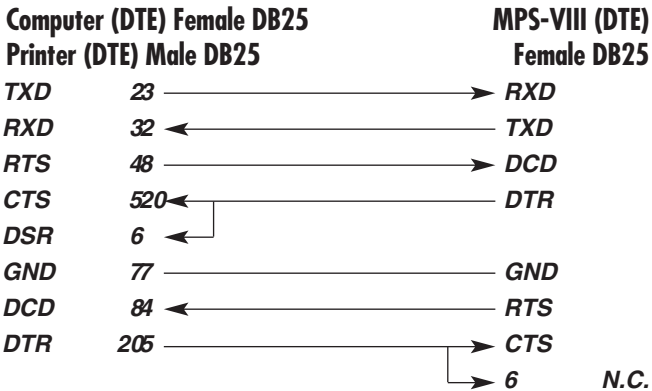 Computer (DTE) Female DB25 MPS-VIII (DTE)
Printer (DTE) Male DB25 Female DB25
TXD 23 RXD
RXD 32 TXD
RTS 48 DCD
CTS 520 DTR
DSR 6
GND 77 GND
DCD 84 RTS
DTR 205 CTS
6 N.C.